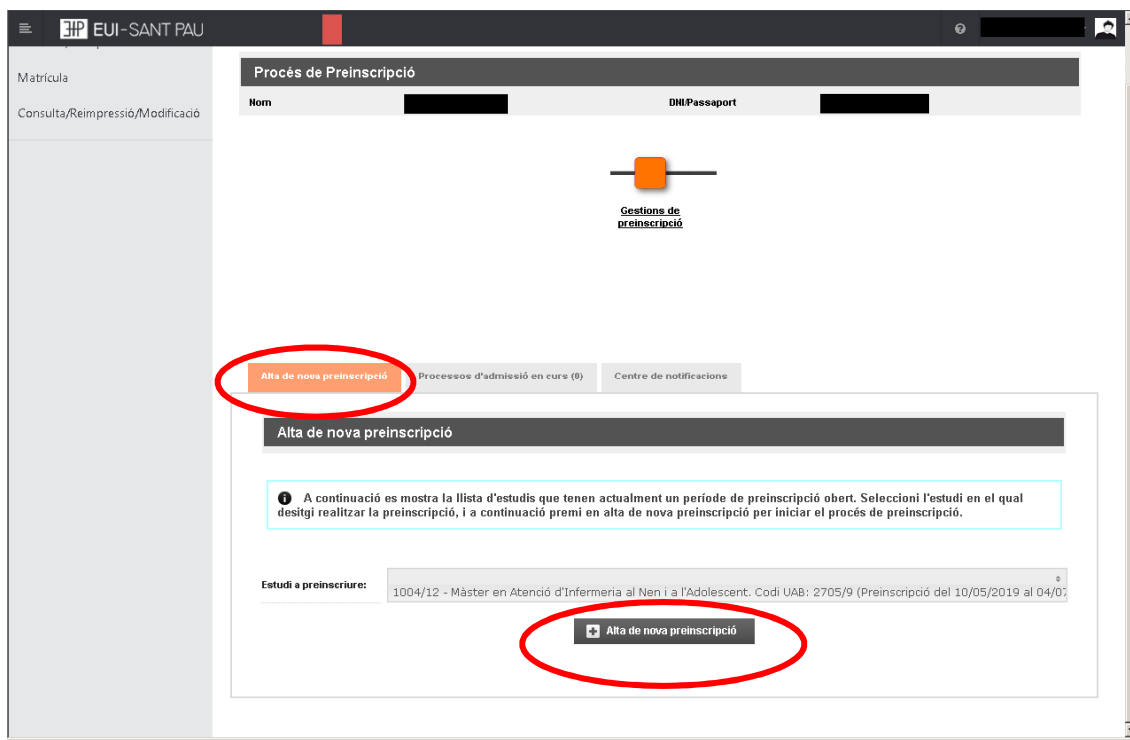 EUI-SANT PAU
Matrícula
Consulta/Reimpressió/Modificació
Procés de Preinscripció
Nom
DNI/Passaport
Gestions de
preinscripció
Alta de nova preinscripció
Processos d'admissió en curs (0)
Centre de notificacions
Alta de nova preinscripció
A continuació es mostra la llista d'estudis que tenen actualment un període de preinscripció obert. Seleccioni l'estudi en el qual
desitgi realitzar la preinscripció, i a continuació premi en alta de nova preinscripció per iniciar el procés de preinscripció.
Estudi a preinscriure:
1004/12 - Màster en Atenció d'Infermeria al Nen i a l'Adolescent. Codi UAB: 2705/9 (Preinscripció del 10/05/2019 al 04/07
Alta de nova preinscripció